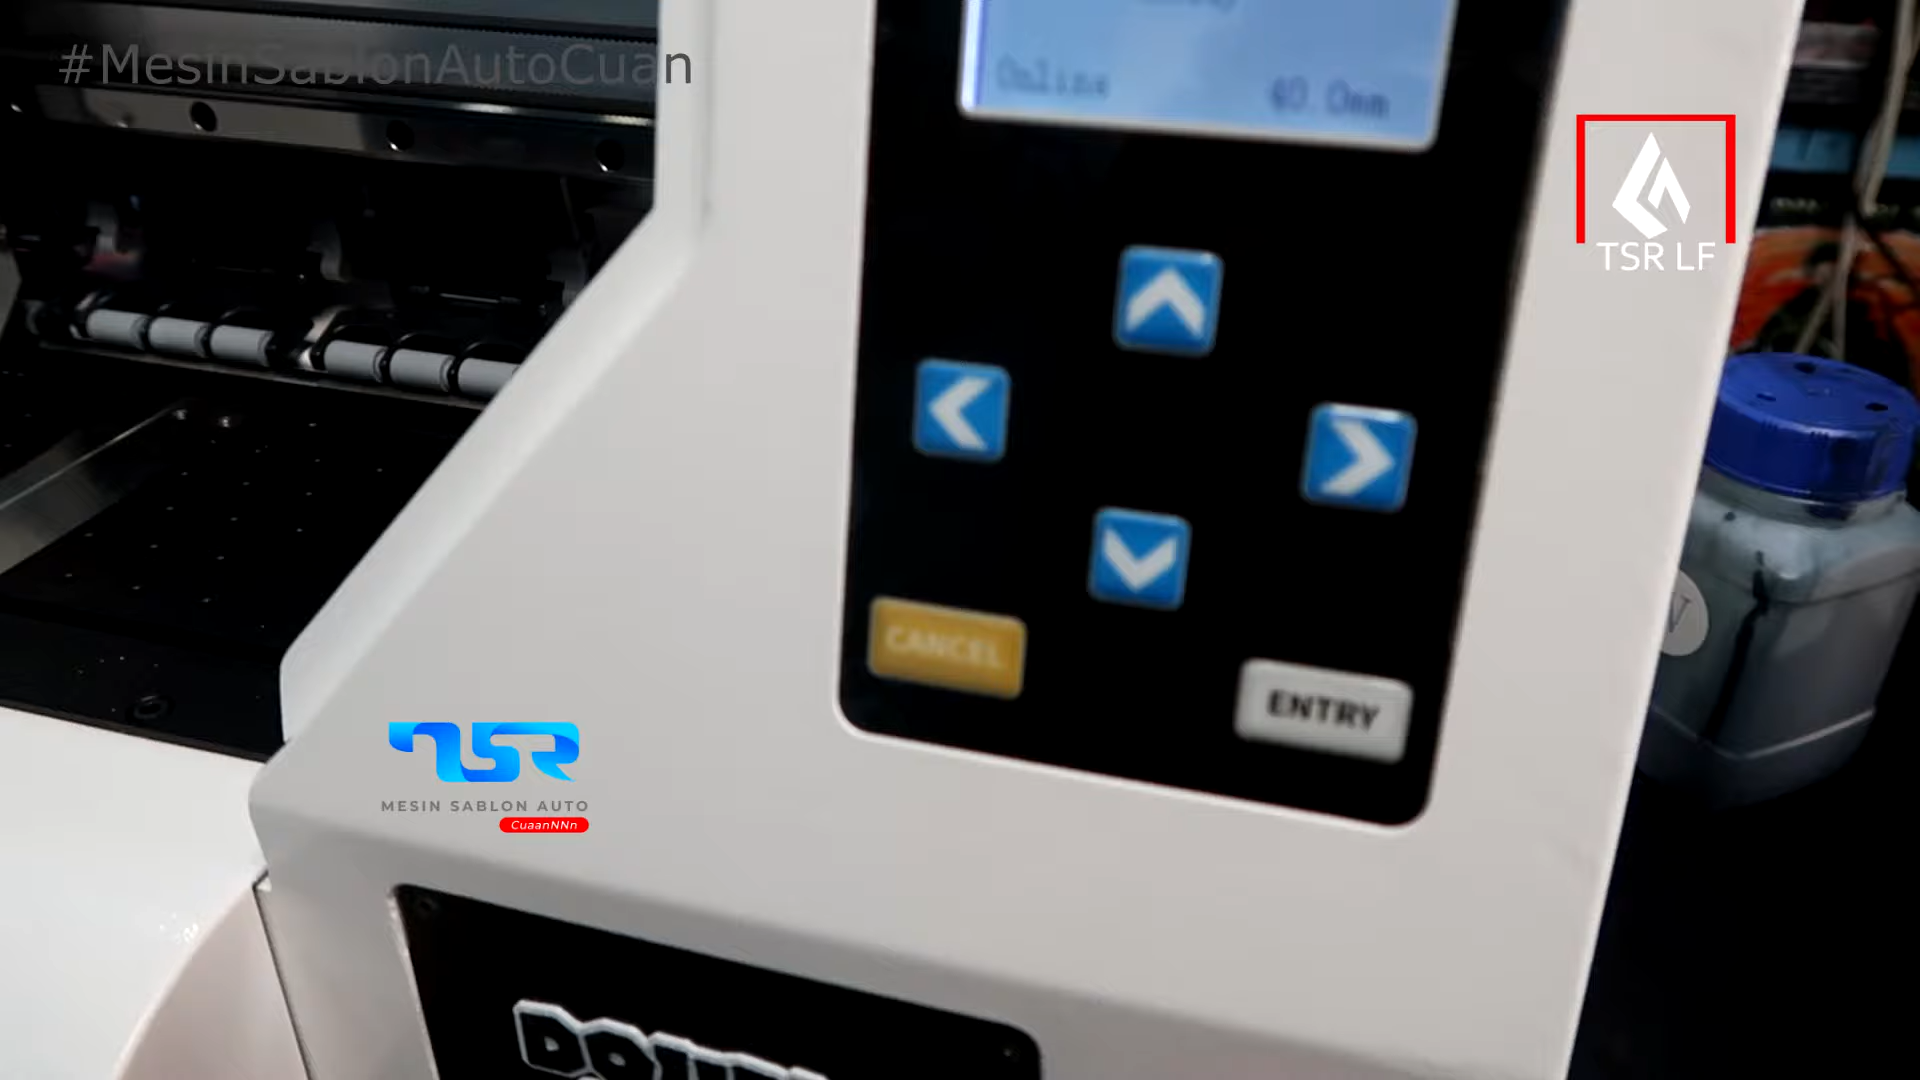 #MesinSablonAutoCuan
Online 40.0mm
TSR LF
CANCEL
ENTRY
TSR
MESIN SABLON AUTO
CuaanNNn